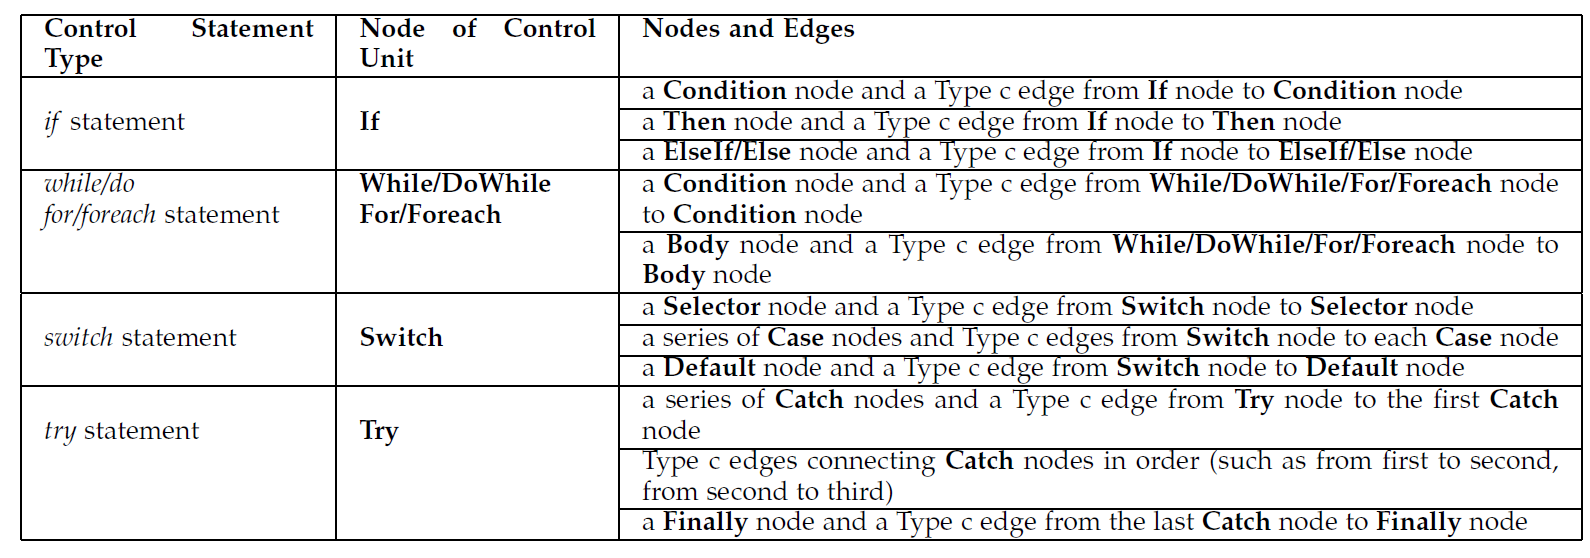 Control Statement Type
Node of Control Unit
Nodes and Edges
if statement
If
a Condition node and a Type c edge from If node to Condition node
a Then node and a Type c edge from If node to Then node
a ElseIf/Else node and a Type c edge from If node to ElseIf/Else node
while/do
for/foreach statement
While/DoWhile
For/Foreach
a Condition node and a Type c edge from While/DoWhile/For/Foreach node
to Condition node
a Body node and a Type c edge from While/DoWhile/For/Foreach node to
Body node
switch statement
Switch
a Selector node and a Type c edge from Switch node to Selector node
a series of Case nodes and Type c edges from Switch node to each Case node
a Default node and a Type c edge from Switch node to Default node
try statement
Try
a series of Catch nodes and a Type c edge from Try node to the first Catch
node
Type c edges connecting Catch nodes in order (such as from first to second,
from second to third)
a Finally node and a Type c edge from the last Catch node to Finally node